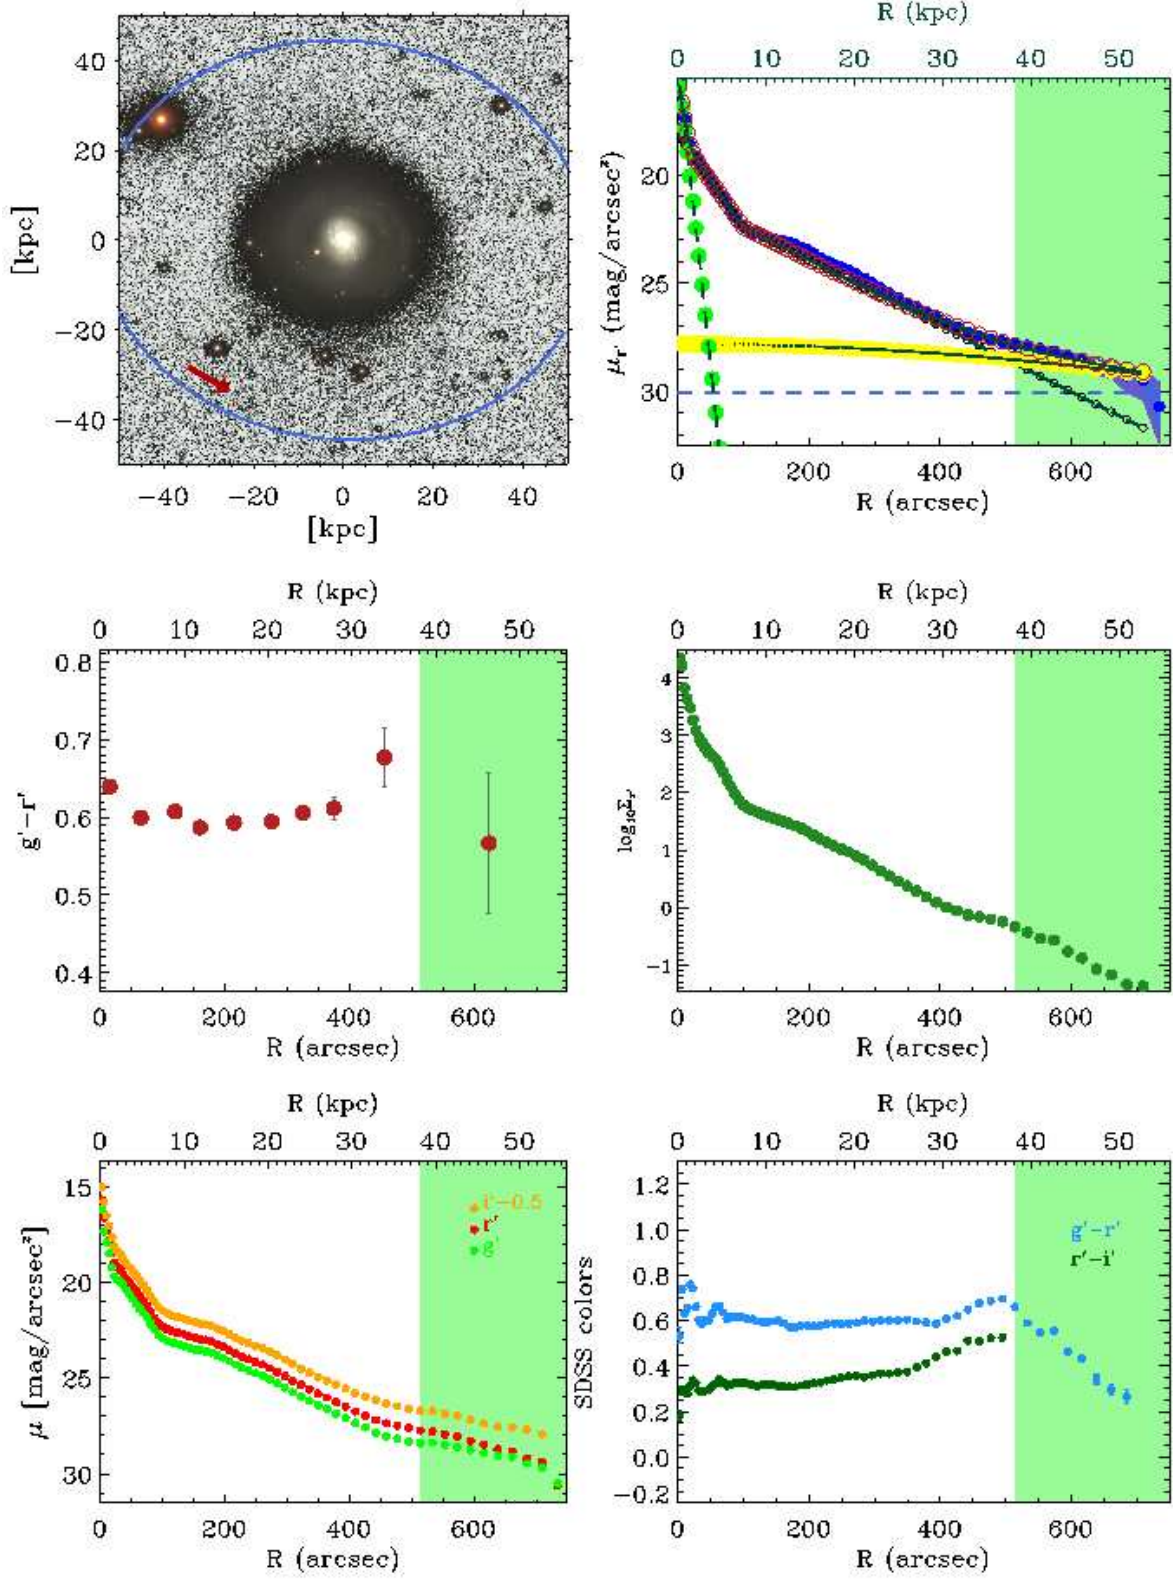 R (kpc)
0 10 20 30 40 50
40
20
0
−20
−40
[kpc]
−40 −20 0 20 40
[kpc]
20
25
30
μr' (mag/arcsec²)
0 200 400 600
R (arcsec)
R (kpc)
0 10 20 30 40 50
0.8
0.7
0.6
0.5
0.4
g'−r'
0 200 400 600
R (arcsec)
R (kpc)
0 10 20 30 40 50
4
3
2
1
0
−1
log10Σr'
0 200 400 600
R (arcsec)
R (kpc)
0 10 20 30 40 50
15
20
25
30
μ [mag/arcsec²]
i'−0.5
r'
g'
0 200 400 600
R (arcsec)
R (kpc)
0 10 20 30 40 50
1.2
1.0
0.8
0.6
0.4
0.2
0.0
−0.2
SDSS colors
g'−r'
r'−i'
0 200 400 600
R (arcsec)